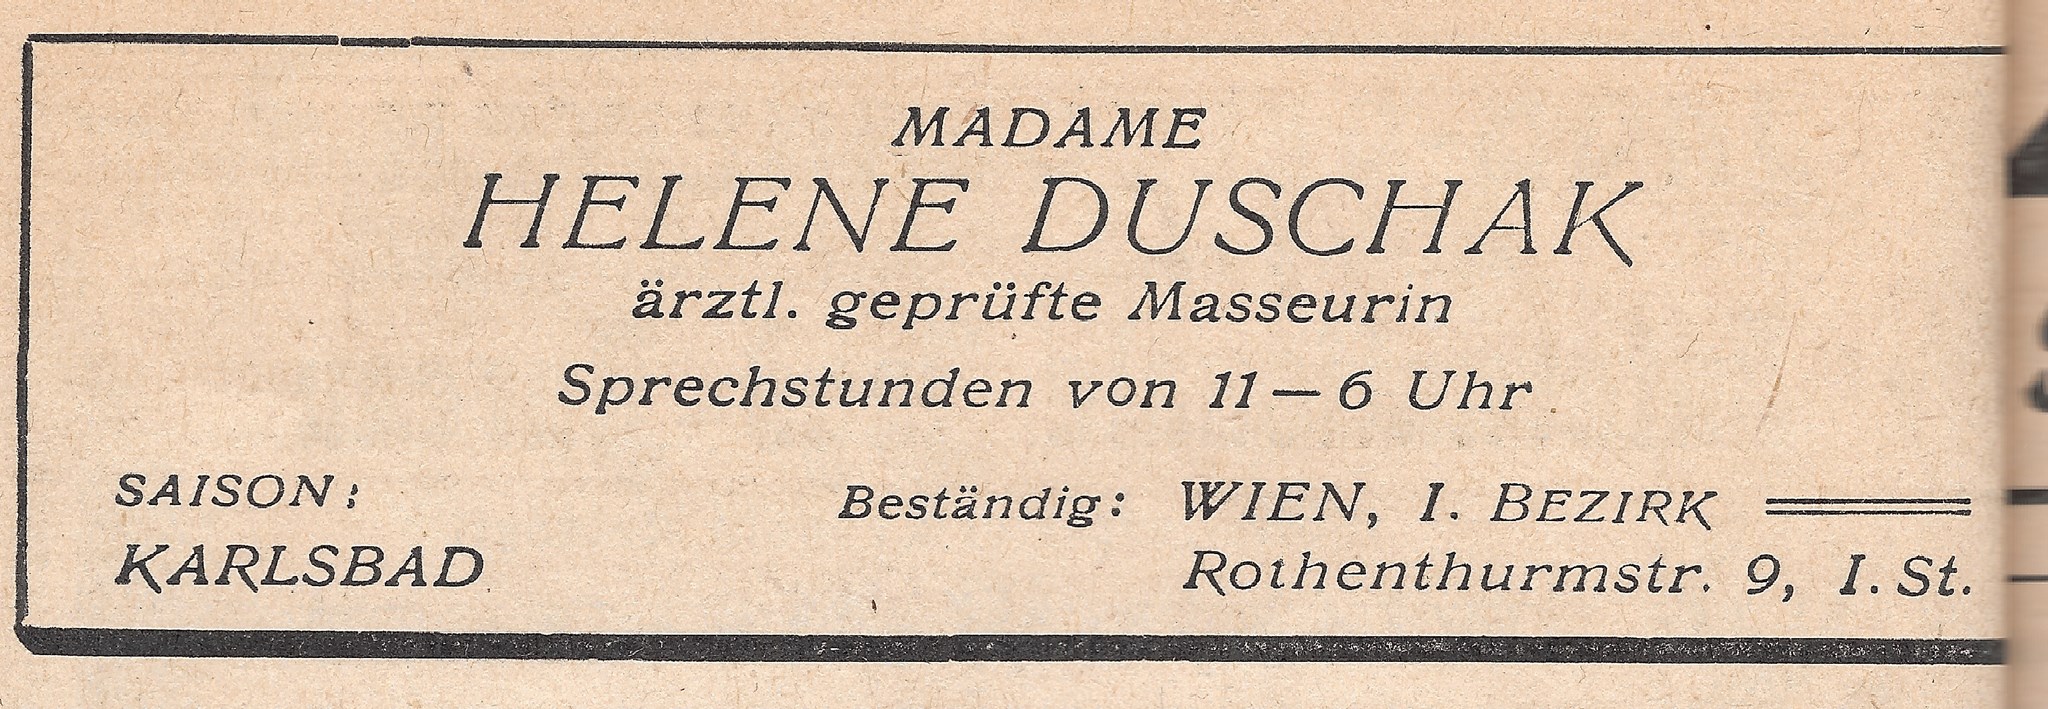 MADAME
HELENE DUSCHAK
ärztl. geprüfte Masseurin
Sprechstunden von 11—6 Uhr
SAISON:
KARLSBAD
Beständig: WIEN, I. BEZIRK
Rothenthurmstr. 9, I. St.